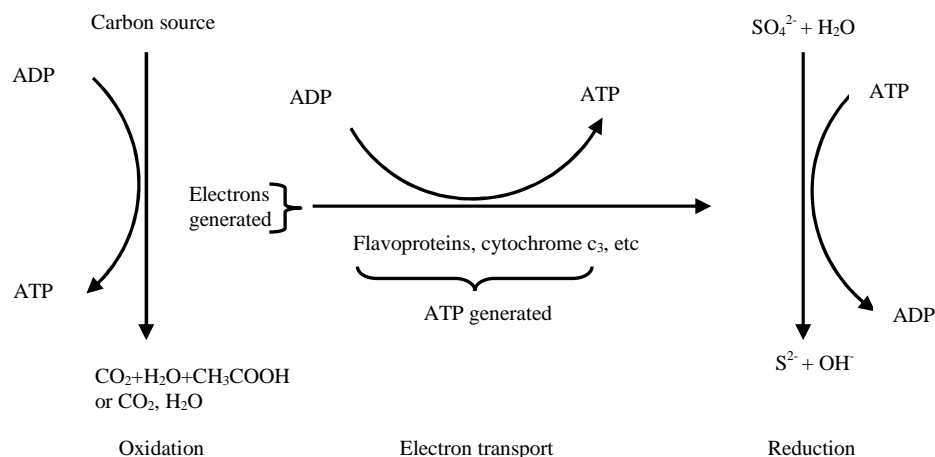 Carbon source
SO₄²⁻ + H₂O
ADP
ADP
ATP
ATP
Electrons
generated
Flavoproteins, cytochrome c₃, etc
ATP
ATP generated
ADP
CO₂+H₂O+CH₃COOH
or CO₂, H₂O
S²⁻ + OH⁻
Oxidation
Electron transport
Reduction